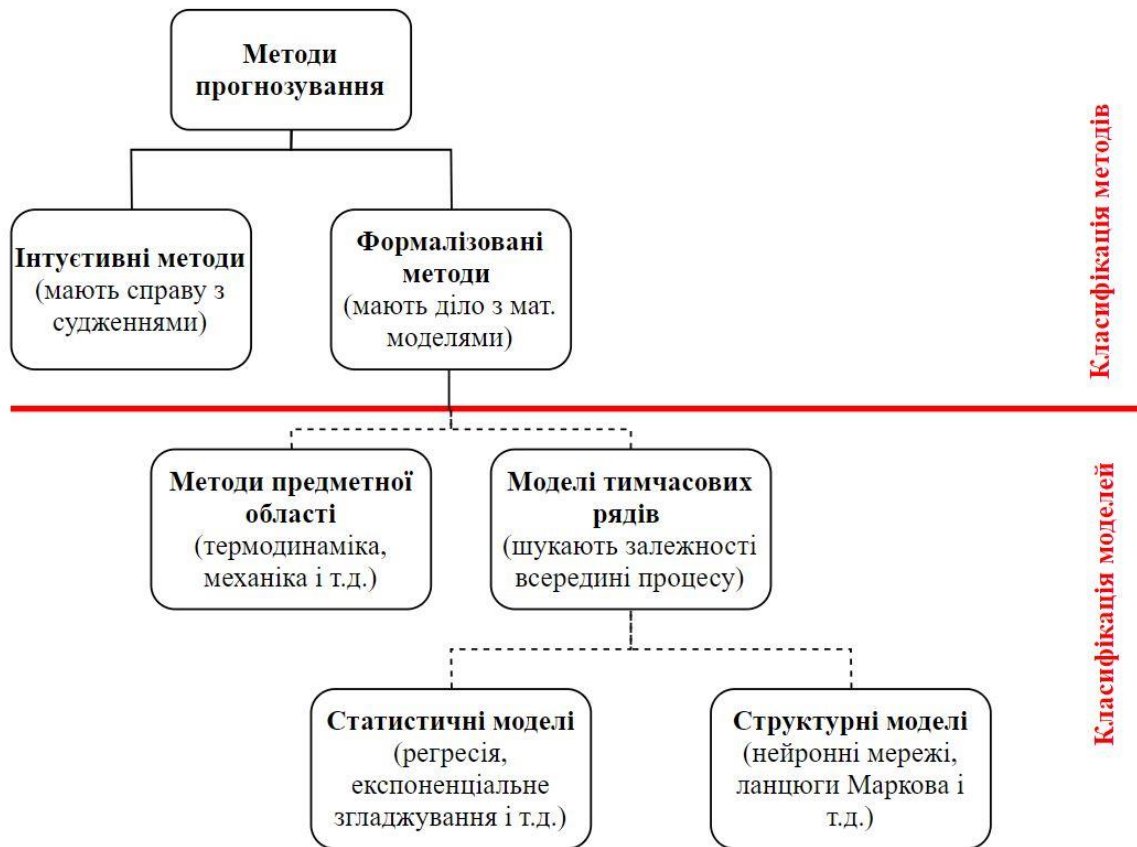 Методи
прогнозування
Інтуєтивні методи
(мають справу з
судженнями)
Формалізовані
методи
(мають діло з мат.
моделями)
Класифікація методів
Методи предметної
області
(термодинаміка,
механіка і т.д.)
Моделі тимчасових
рядів
(шукають залежності
всередині процесу)
Статистичні моделі
(регресія,
експоненціальне
згладжування і т.д.)
Структурні моделі
(нейронні мережі,
ланцюги Маркова і
т.д.)
Класифікація моделей